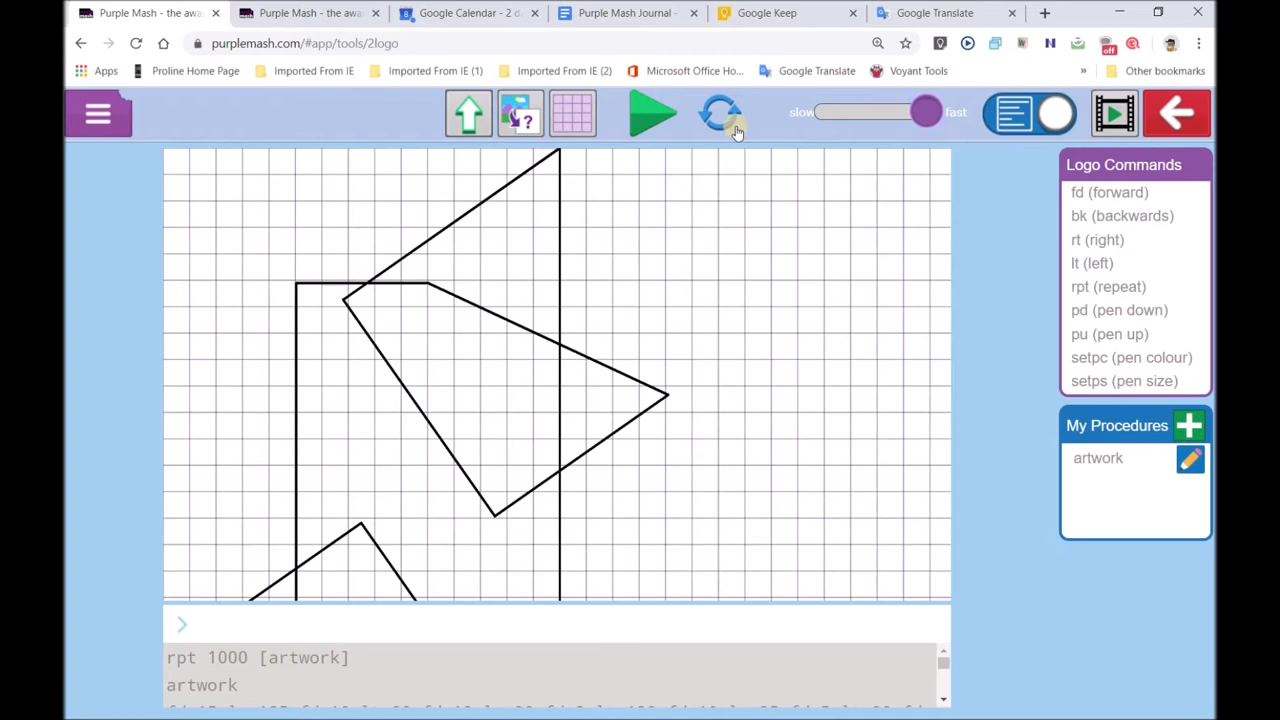 Purple Mash - the awa
Purple Mash - the awa
Google Calendar - 2 d
Purple Mash Journal -
Google Keep
Google Translate
purplemash.com/#app/tools/2logo
off
Apps
Proline Home Page
Imported From IE
Imported From IE (1)
Imported From IE (2)
Microsoft Office Ho...
Google Translate
Voyant Tools
»
Other bookmarks
?
slow
fast
Logo Commands
fd (forward)
bk (backwards)
rt (right)
lt (left)
rpt (repeat)
pd (pen down)
pu (pen up)
setpc (pen colour)
setps (pen size)
My Procedures
artwork
rpt 1000 [artwork]
artwork